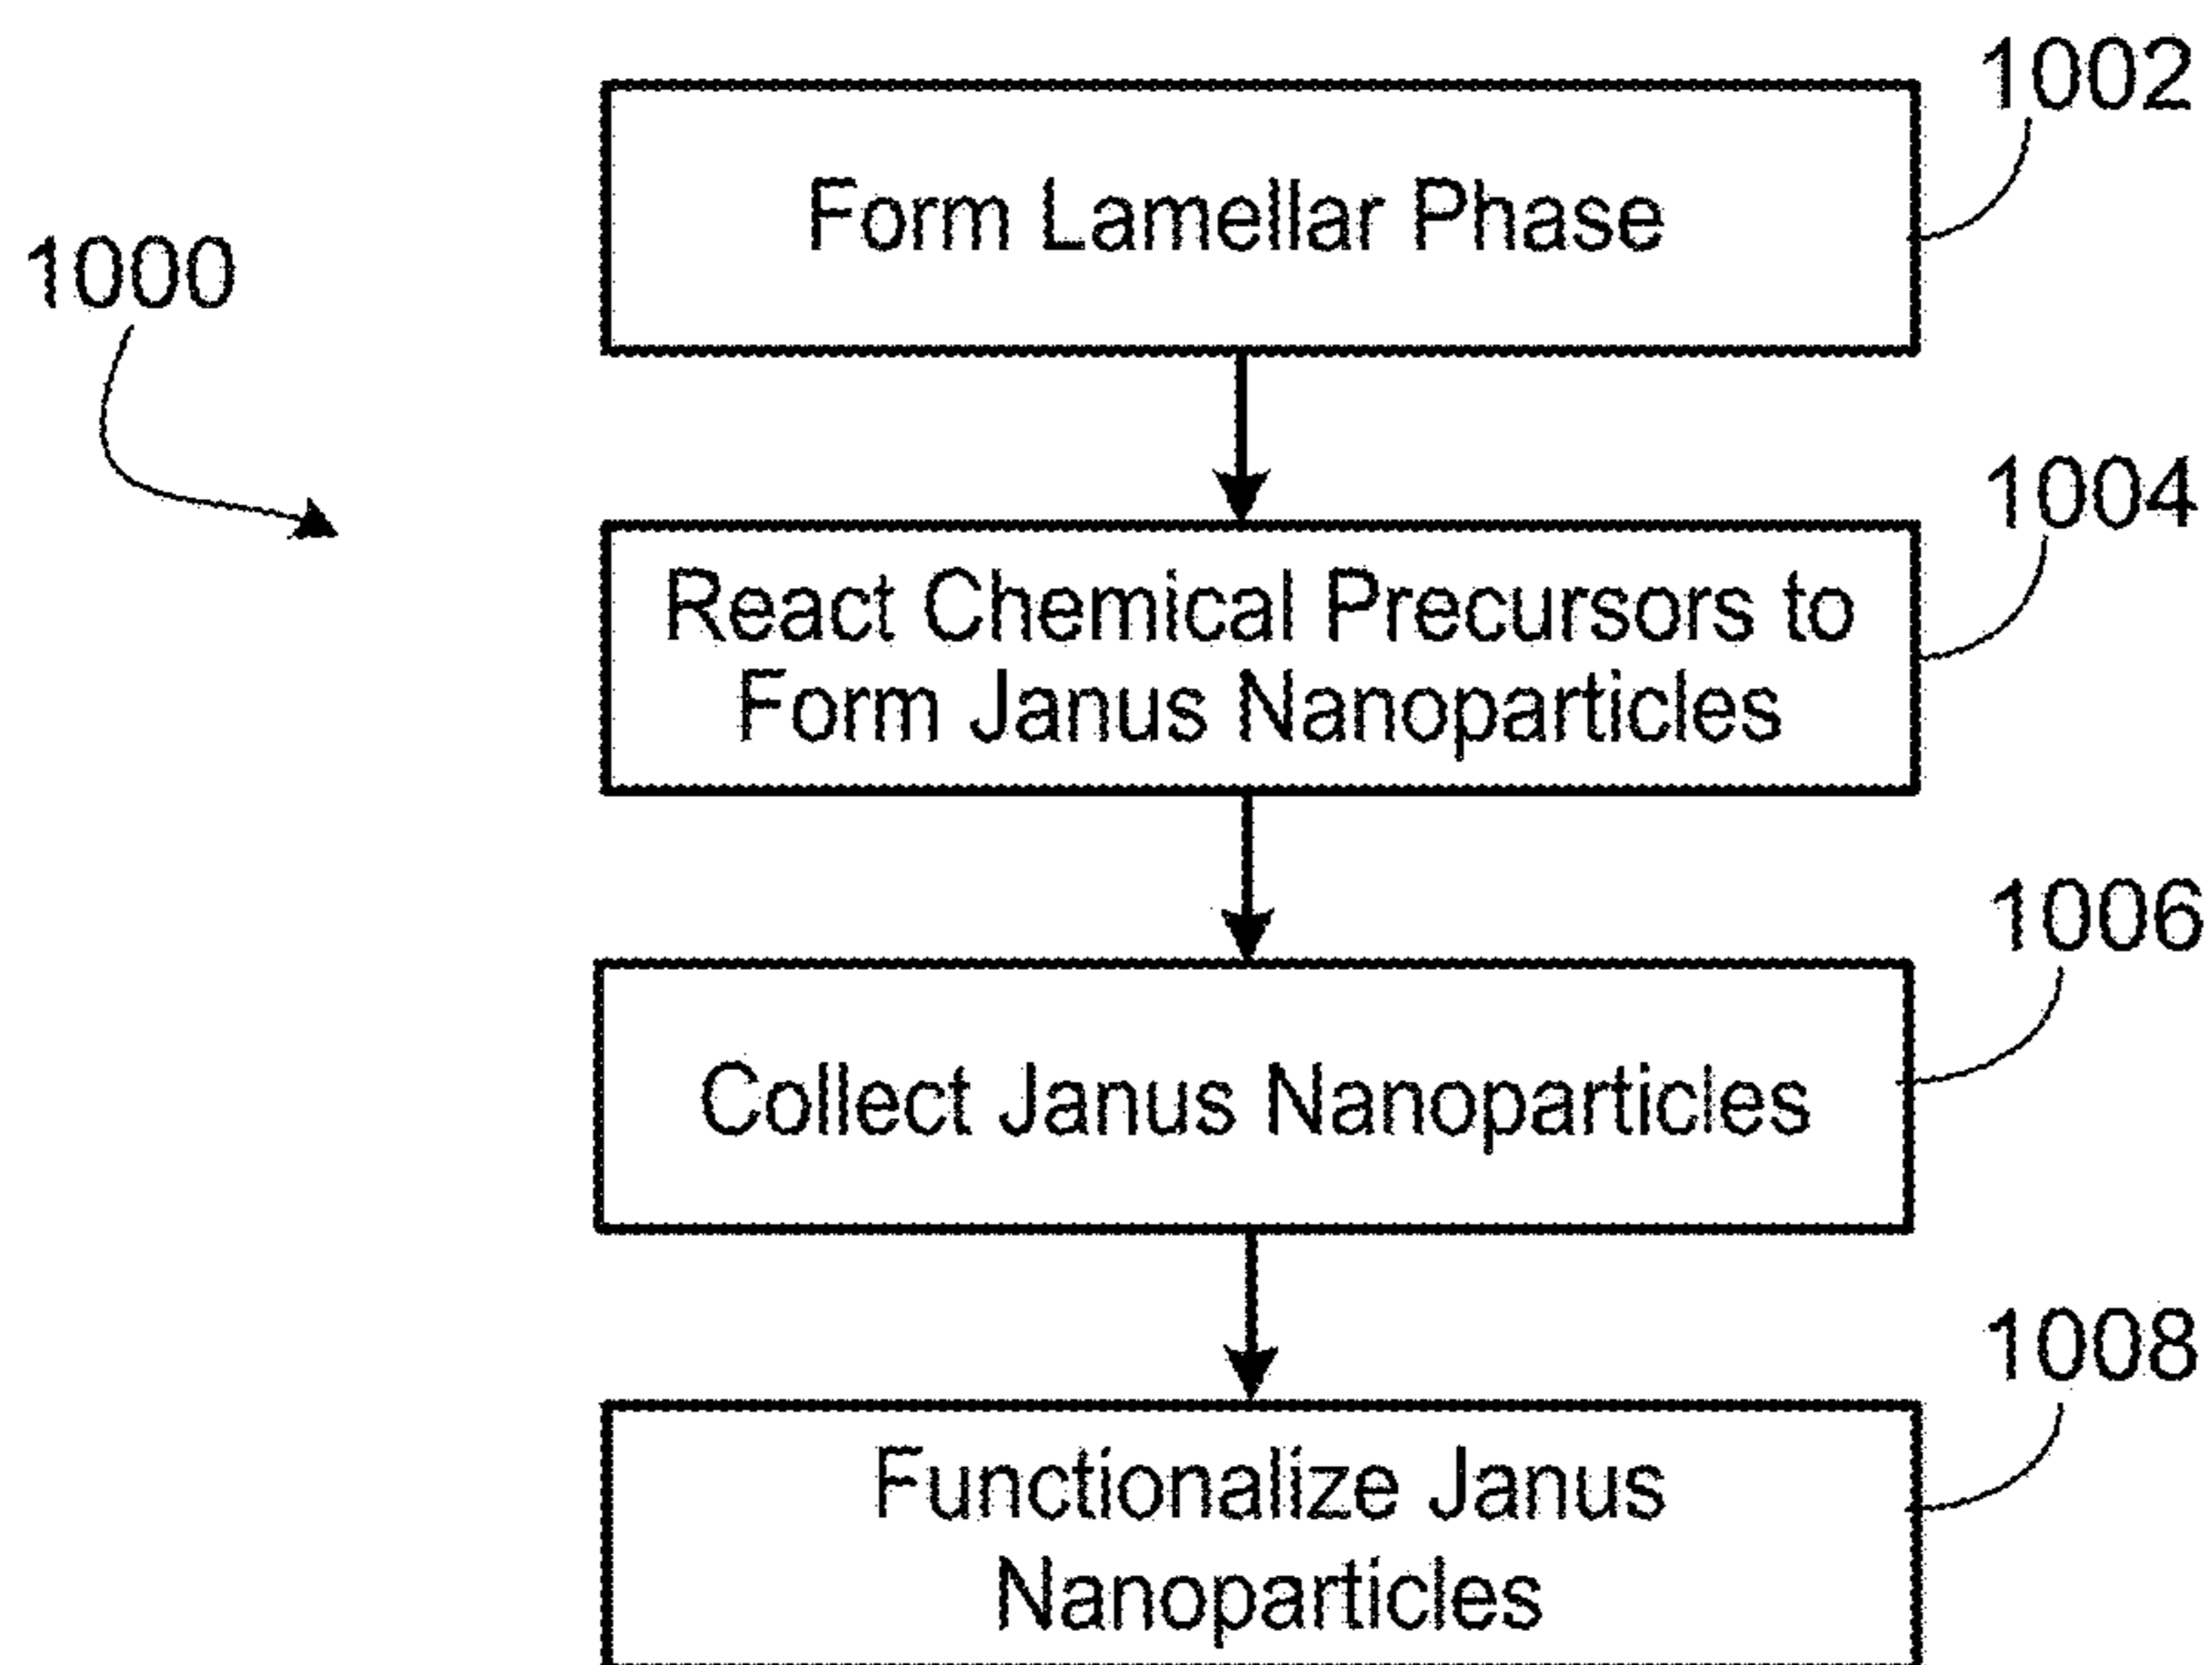 1002
Form Lamellar Phase
1000
1004
React Chemical Precursors to
Form Janus Nanoparticles
1006
Collect Janus Nanoparticles
1008
Functionalize Janus
Nanoparticles